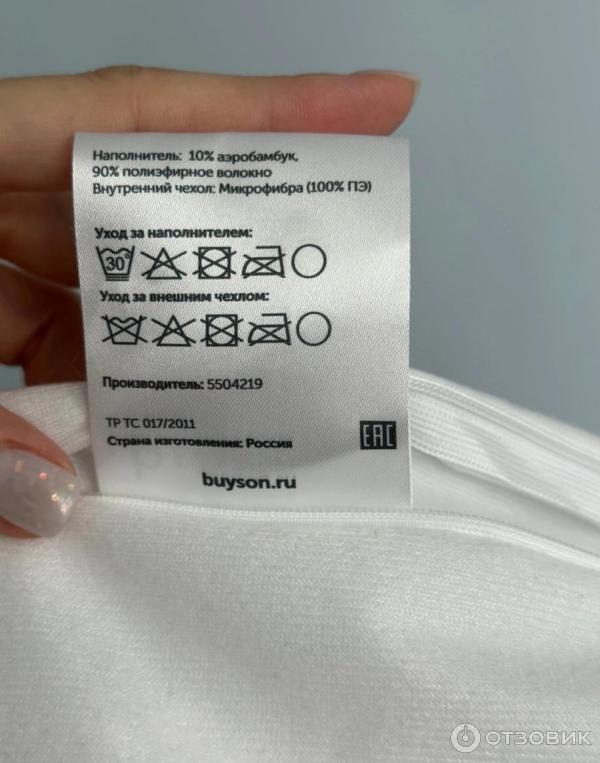 Наполнитель: 10% аэробамбук,
90% полиэфирное волокно
Внутренний чехол: Микрофибра (100% ПЭ)
Уход за наполнителем:
30°
Уход за внешним чехлом:
Производитель: 5504219
ТР ТС 017/2011
Страна изготовления: Россия
EAC
buyson.ru
ОТЗОВИК